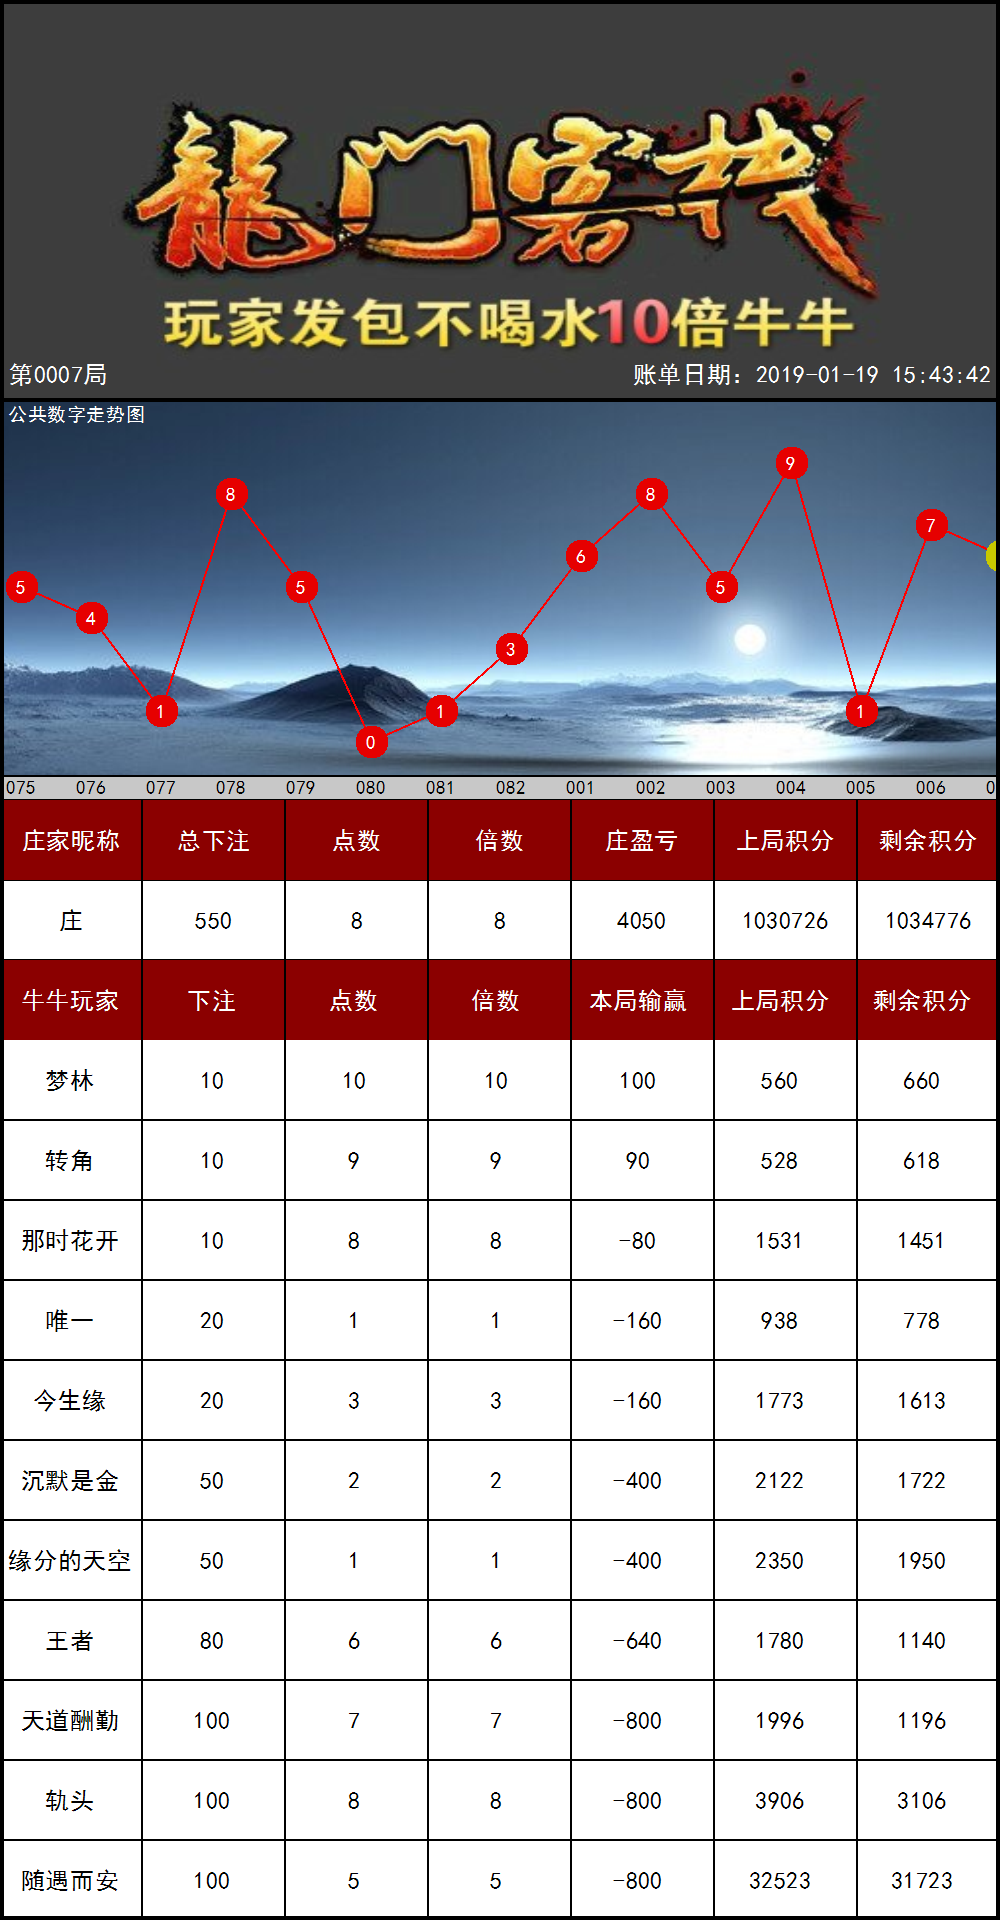 龍门客栈
玩家发包不喝水10倍牛牛
第0007局 账单日期：2019-01-19 15:43:42
公共数字走势图
5 4 1 8 5 0 1 3 6 8 5 9 1 7
075 076 077 078 079 080 081 082 001 002 003 004 005 006 0
庄家昵称 总下注 点数 倍数 庄盈亏 上局积分 剩余积分
庄 550 8 8 4050 1030726 1034776
牛牛玩家 下注 点数 倍数 本局输赢 上局积分 剩余积分
梦林 10 10 10 100 560 660
转角 10 9 9 90 528 618
那时花开 10 8 8 -80 1531 1451
唯一 20 1 1 -160 938 778
今生缘 20 3 3 -160 1773 1613
沉默是金 50 2 2 -400 2122 1722
缘分的天空 50 1 1 -400 2350 1950
王者 80 6 6 -640 1780 1140
天道酬勤 100 7 7 -800 1996 1196
轨头 100 8 8 -800 3906 3106
随遇而安 100 5 5 -800 32523 31723